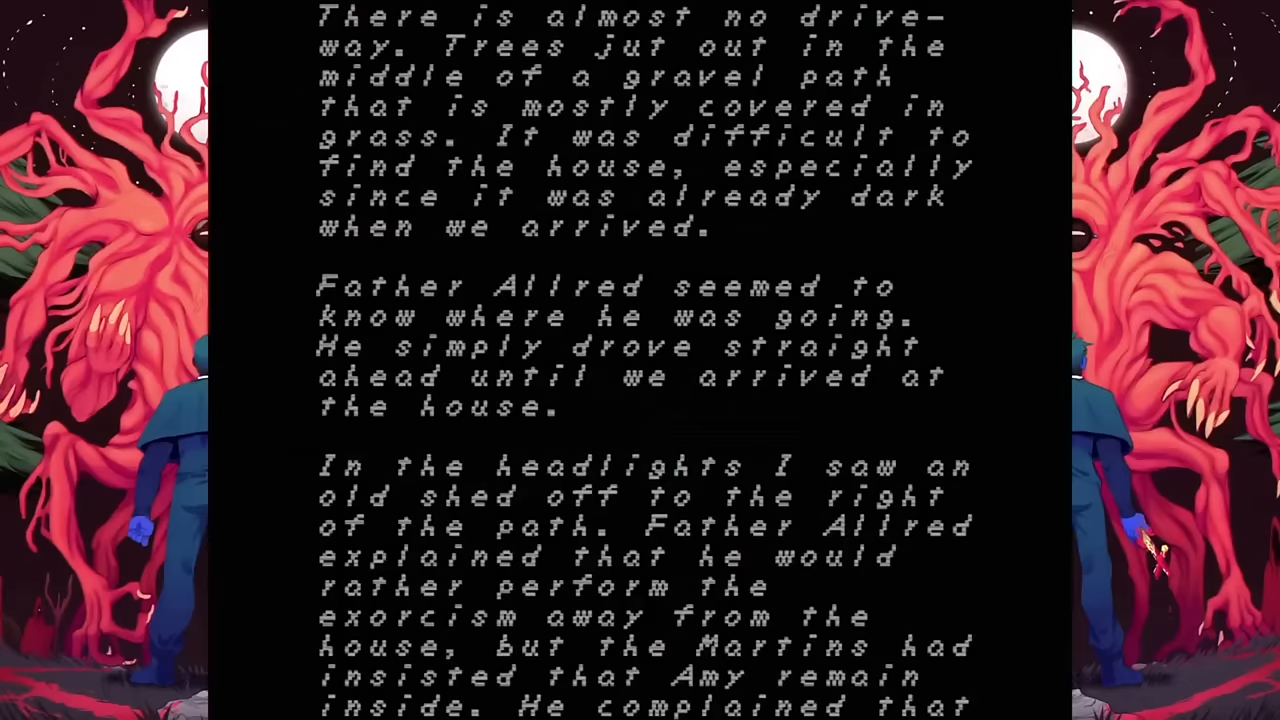 There is almost no drive-
way. Trees jut out in the
middle of a gravel path
that is mostly covered in
grass. It was difficult to
find the house, especially
since it was already dark
when we arrived.
Father Allred seemed to
know where he was going.
He simply drove straight
ahead until we arrived at
the house.
In the headlights I saw an
old shed off to the right
of the path. Father Allred
explained that he would
rather perform the
exorcism away from the
house, but the Martins had
insisted that Amy remain
inside. He complained that